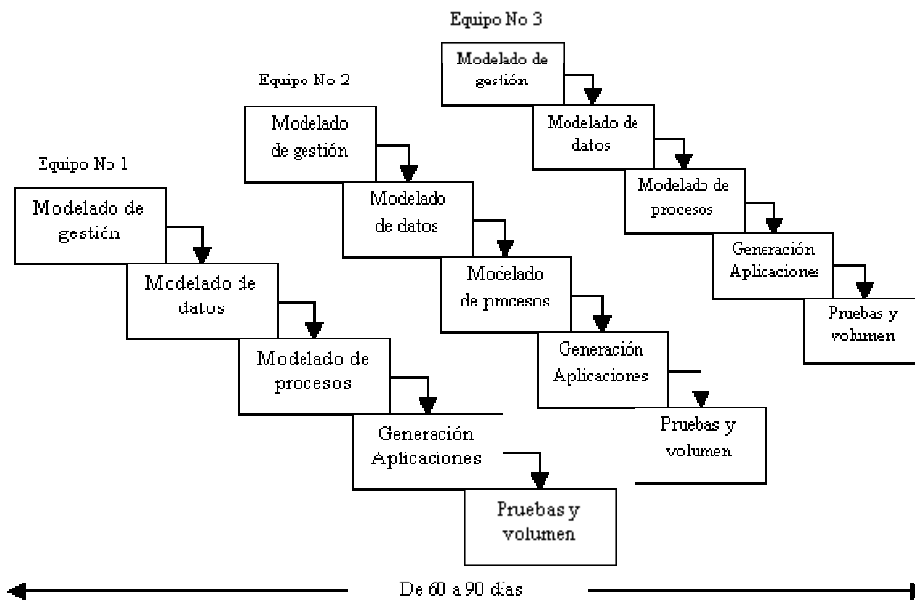 Equipo No 1
Modelado de
gestión
Modelado de
datos
Modelado de
procesos
Generación
Aplicaciones
Pruebas y
volumen
Equipo No 2
Modelado
de gestión
Modelado
de datos
Modelado
de procesos
Generación
Aplicaciones
Pruebas y
volumen
Equipo No 3
Modelado de
gestión
Modelado de
datos
Modelado de
procesos
Generación
Aplicaciones
Pruebas y
volumen
De 60 a 90 días